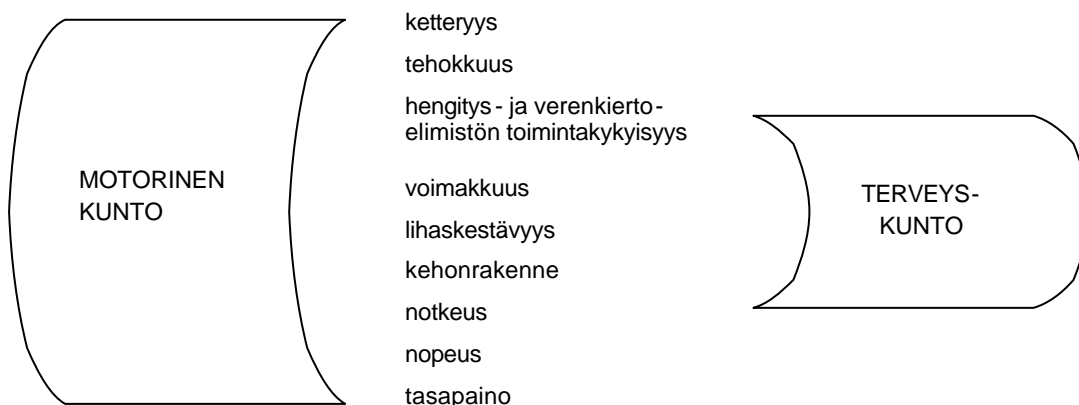 ketteryys
tehokkuus
hengitys- ja verenkierto-
elimistön toimintakykyisyys
MOTORINEN
KUNTO
voimakkuus
lihaskestävyys
kehonrakenne
notkeus
nopeus
tasapaino
TERVEYS-
KUNTO